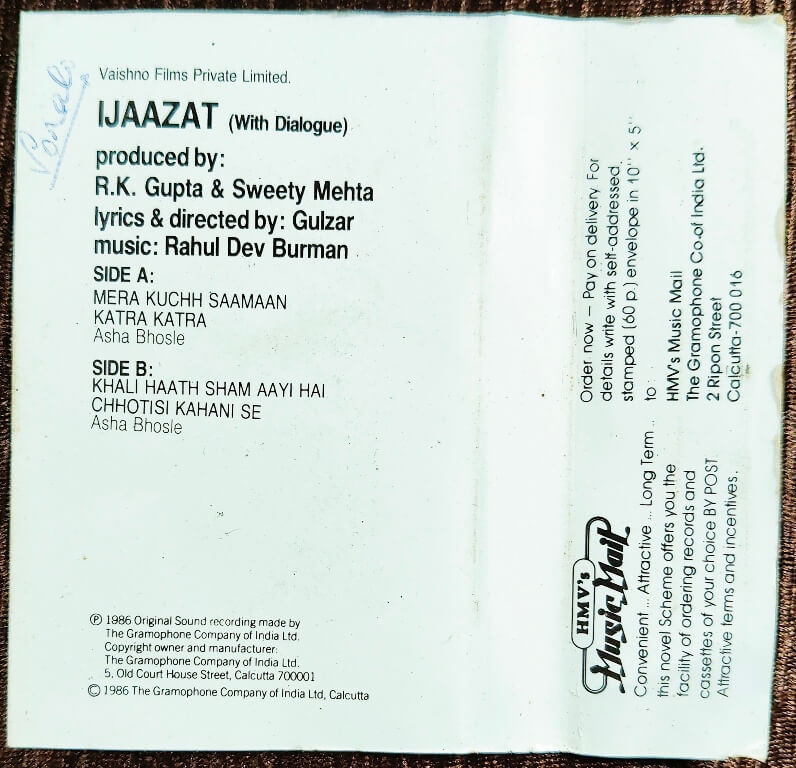 Vaishno Films Private Limited.
IJAAZAT (With Dialogue)
produced by:
R.K. Gupta & Sweety Mehta
lyrics & directed by: Gulzar
music: Rahul Dev Burman
SIDE A:
MERA KUCHH SAAMAAN
KATRA KATRA
Asha Bhosle
SIDE B:
KHALI HAATH SHAM AAYI HAI
CHHOTISI KAHANI SE
Asha Bhosle
℗ 1986 Original Sound recording made by
The Gramophone Company of India Ltd.
Copyright owner and manufacturer:
The Gramophone Company of India Ltd.
5, Old Court House Street, Calcutta 700001
© 1986 The Gramophone Company of India Ltd, Calcutta
HMV's
Music Mail
Convenient ... Attractive ... Long Term ..
this novel Scheme offers you the
facility of ordering records and
cassettes of your choice BY POST
Attractive terms and incentives.
Order now – Pay on delivery. For
details write with self-addressed,
stamped (60 p.) envelope in 10" x 5"
to
HMV's Music Mail
The Gramophone Co.of India Ltd.
2 Ripon Street
Calcutta-700 016